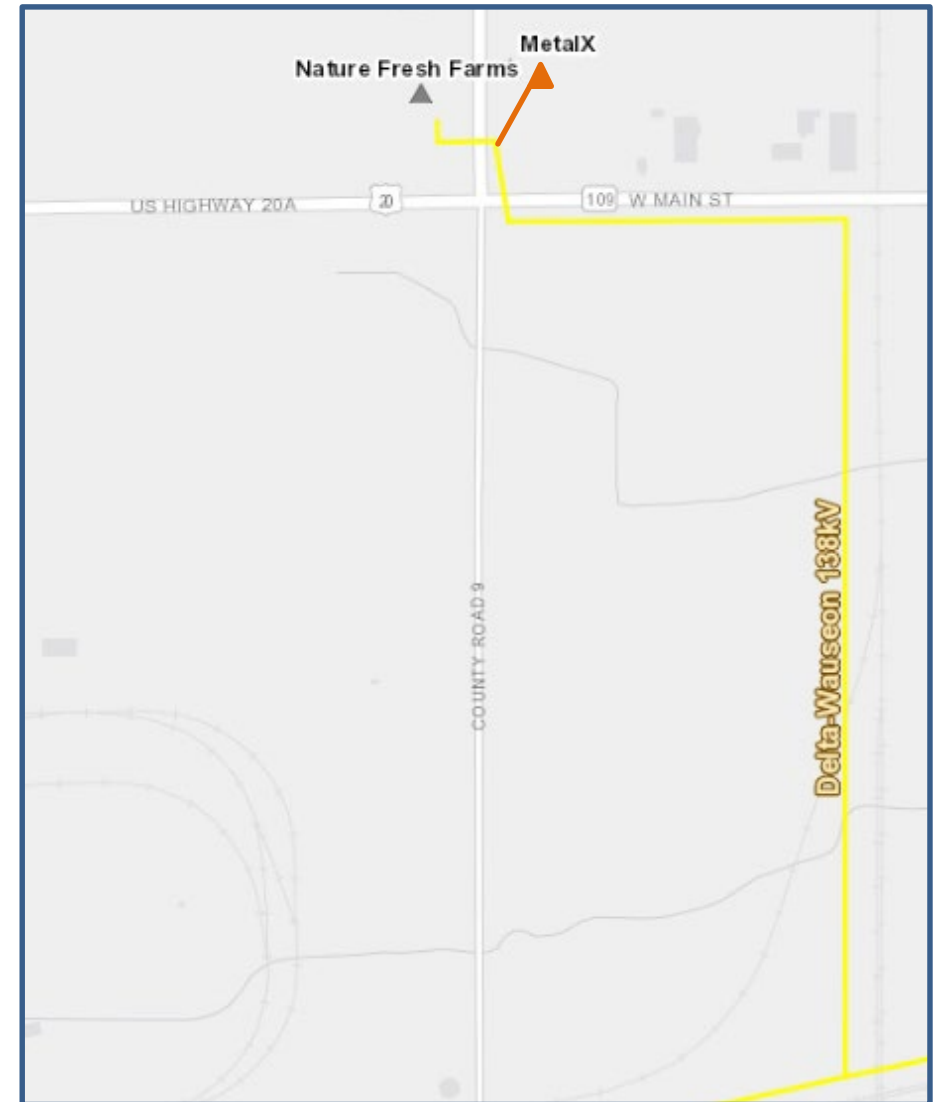 MetalX
Nature Fresh Farms
US HIGHWAY 20A
20
109
W MAIN ST
COUNTY ROAD 9
Delta-Wauseon 138kV